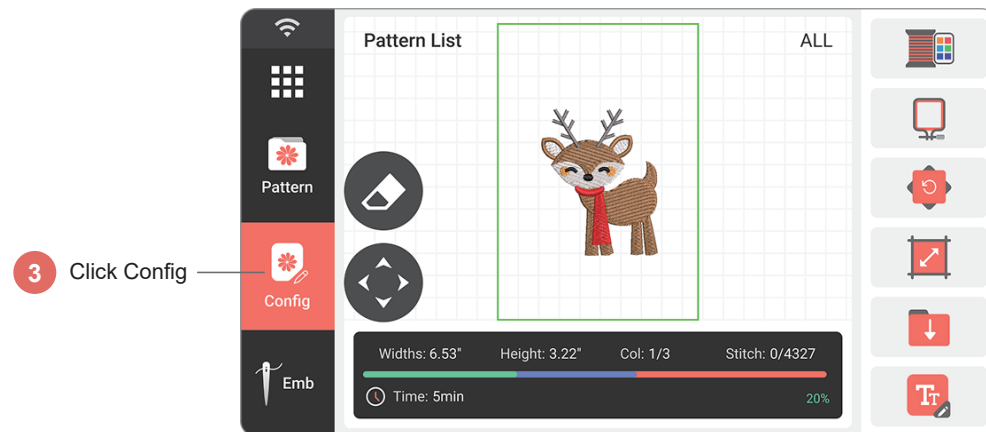 Pattern List
ALL
Pattern
3 Click Config
Config
Widths: 6.53" Height: 3.22" Col: 1/3 Stitch: 0/4327
Emb
Time: 5min
20%
TT